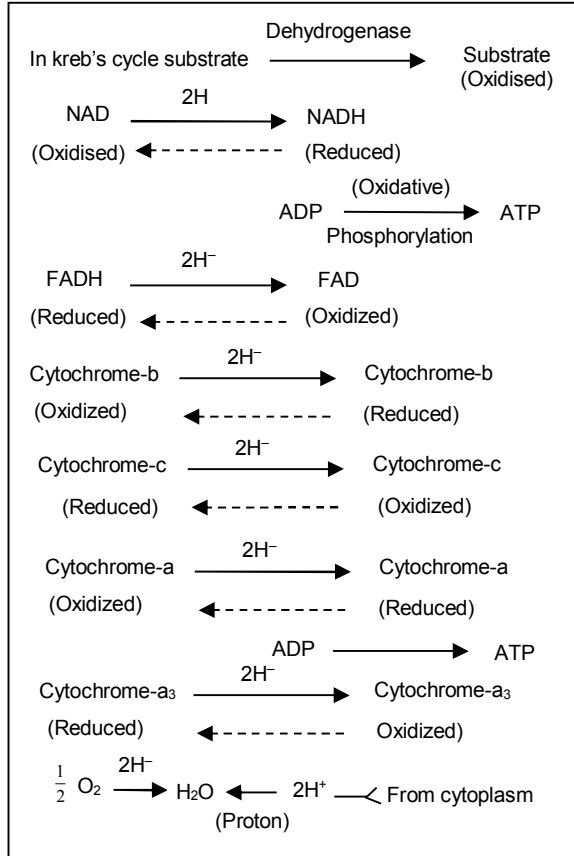 Dehydrogenase
In kreb's cycle substrate Substrate
(Oxidised)
2H
NAD NADH
(Oxidised) (Reduced)
(Oxidative)
ADP ATP
Phosphorylation
2H⁻
FADH FAD
(Reduced) (Oxidized)
2H⁻
Cytochrome-b Cytochrome-b
(Oxidized) (Reduced)
2H⁻
Cytochrome-c Cytochrome-c
(Reduced) (Oxidized)
2H⁻
Cytochrome-a Cytochrome-a
(Oxidized) (Reduced)
ADP ATP
2H⁻
Cytochrome-a₃ Cytochrome-a₃
(Reduced) Oxidized)
2H⁻
1/2 O₂ H₂O 2H⁺ From cytoplasm
(Proton)